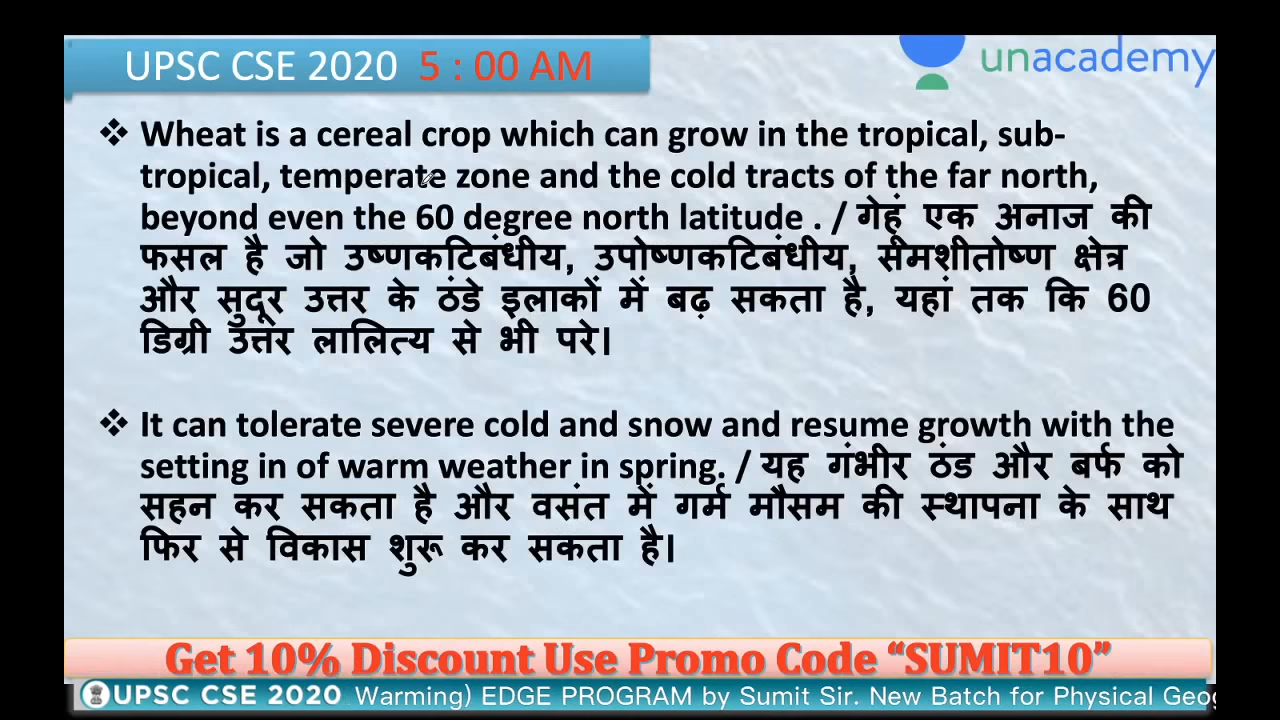 UPSC CSE 2020 5 : 00 AM
unacademy
❖ Wheat is a cereal crop which can grow in the tropical, sub-
tropical, temperate zone and the cold tracts of the far north,
beyond even the 60 degree north latitude . / गेहूं एक अनाज की
फसल है जो उष्णकटिबंधीय, उपोष्णकटिबंधीय, समशीतोष्ण क्षेत्र
और सुदूर उत्तर के ठंडे इलाकों में बढ़ सकता है, यहां तक कि 60
डिग्री उत्तर लालित्य से भी परे।
❖ It can tolerate severe cold and snow and resume growth with the
setting in of warm weather in spring. / यह गंभीर ठंड और बर्फ को
सहन कर सकता है और वसंत में गर्म मौसम की स्थापना के साथ
फिर से विकास शुरू कर सकता है।
Get 10% Discount Use Promo Code “SUMIT10”
UPSC CSE 2020 Warming) EDGE PROGRAM by Sumit Sir. New Batch for Physical Geog